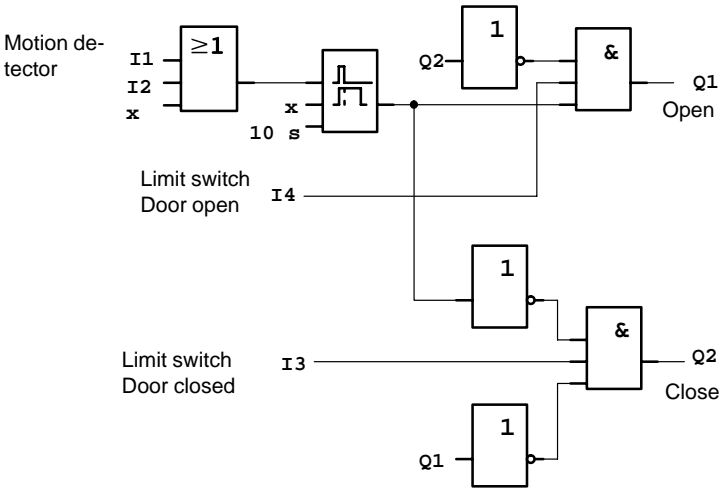 Motion de-
tector
I1
I2
x
≥1
x
10 s
Q2
1
&
Q1
Open
Limit switch
Door open
I4
1
Limit switch
Door closed
I3
&
Q2
Close
Q1
1